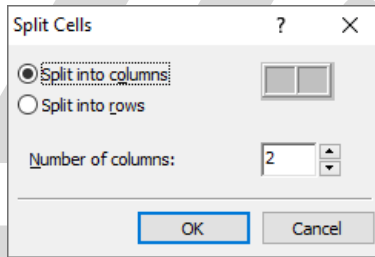 Split Cells ? ×
Split into columns
Split into rows
Number of columns: 2
OK Cancel